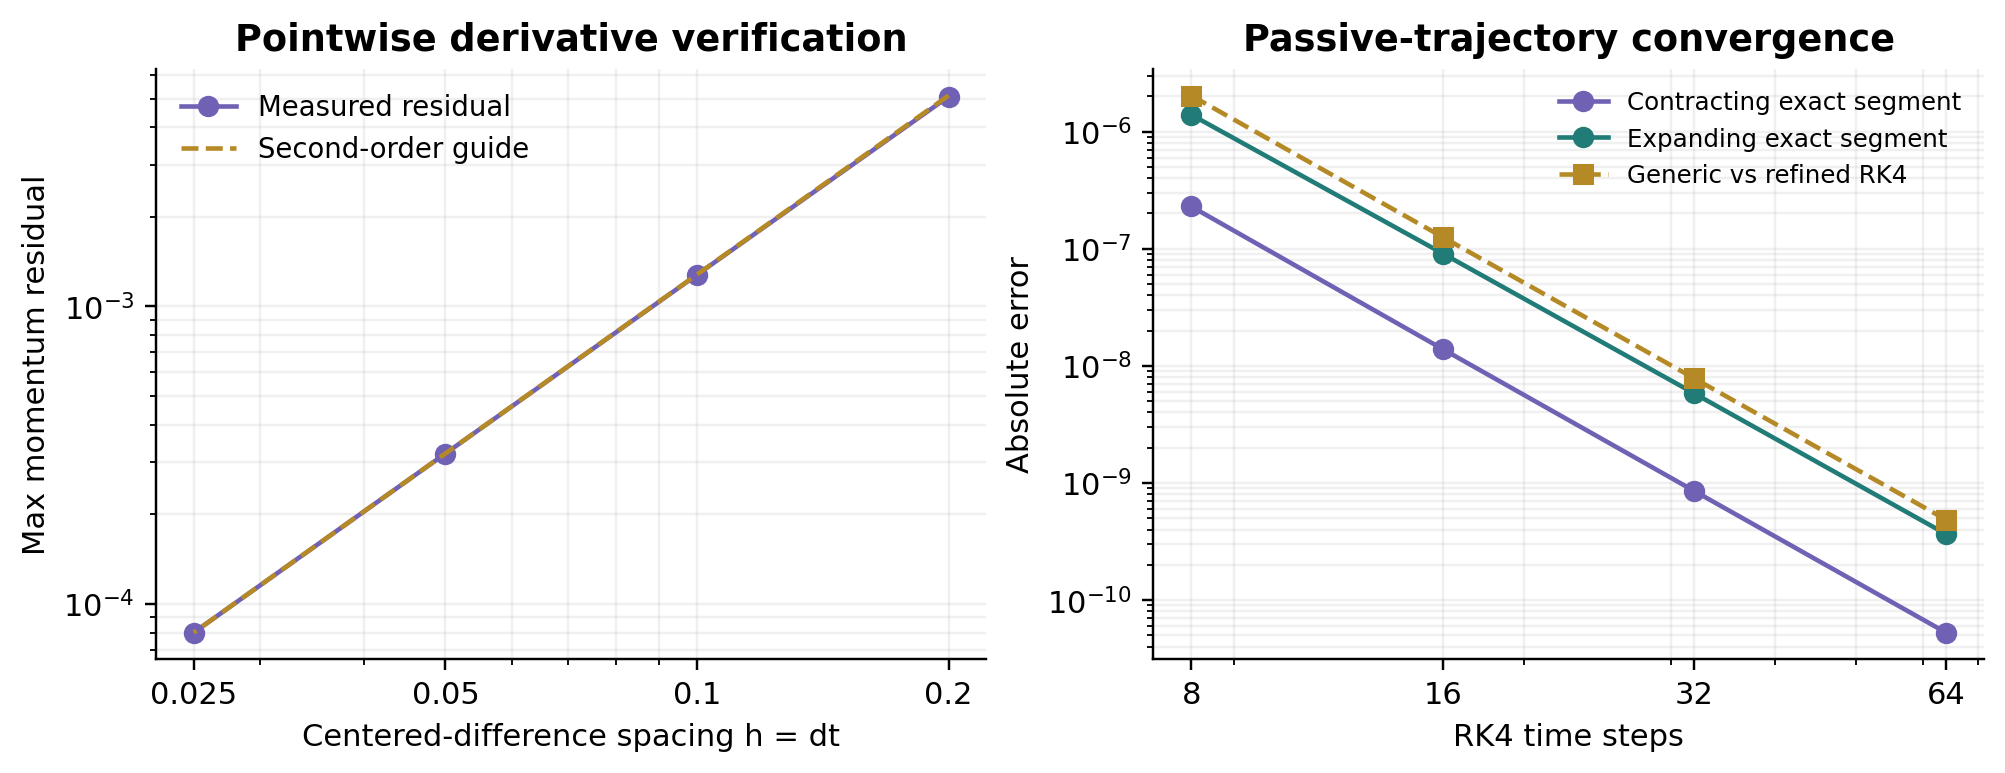 Pointwise derivative verification
Measured residual
Second-order guide
Max momentum residual
10⁻³
10⁻⁴
0.025 0.05 0.1 0.2
Centered-difference spacing h = dt
Passive-trajectory convergence
Contracting exact segment
Expanding exact segment
Generic vs refined RK4
Absolute error
10⁻⁶
10⁻⁷
10⁻⁸
10⁻⁹
10⁻¹⁰
8 16 32 64
RK4 time steps